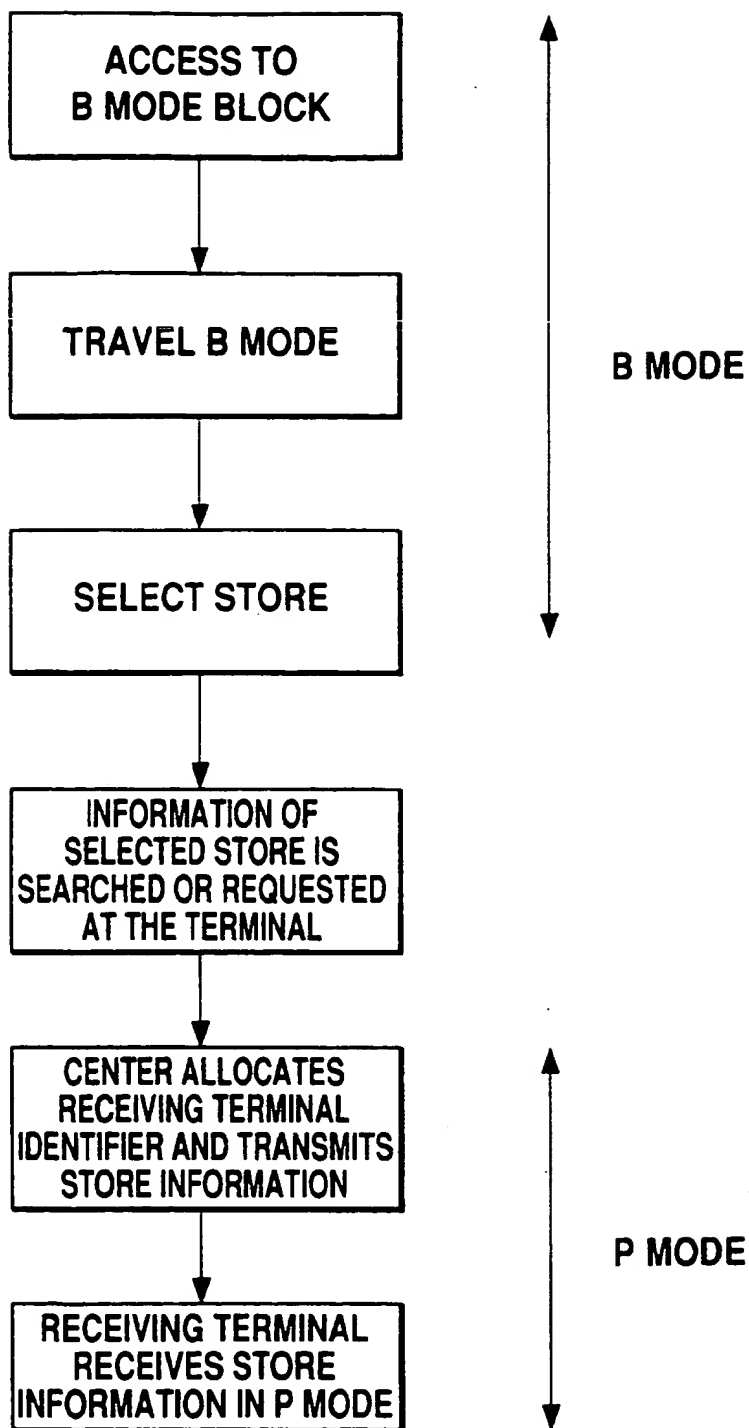 ACCESS TO
B MODE BLOCK
TRAVEL B MODE
B MODE
SELECT STORE
INFORMATION OF
SELECTED STORE IS
SEARCHED OR REQUESTED
AT THE TERMINAL
CENTER ALLOCATES
RECEIVING TERMINAL
IDENTIFIER AND TRANSMITS
STORE INFORMATION
P MODE
RECEIVING TERMINAL
RECEIVES STORE
INFORMATION IN P MODE